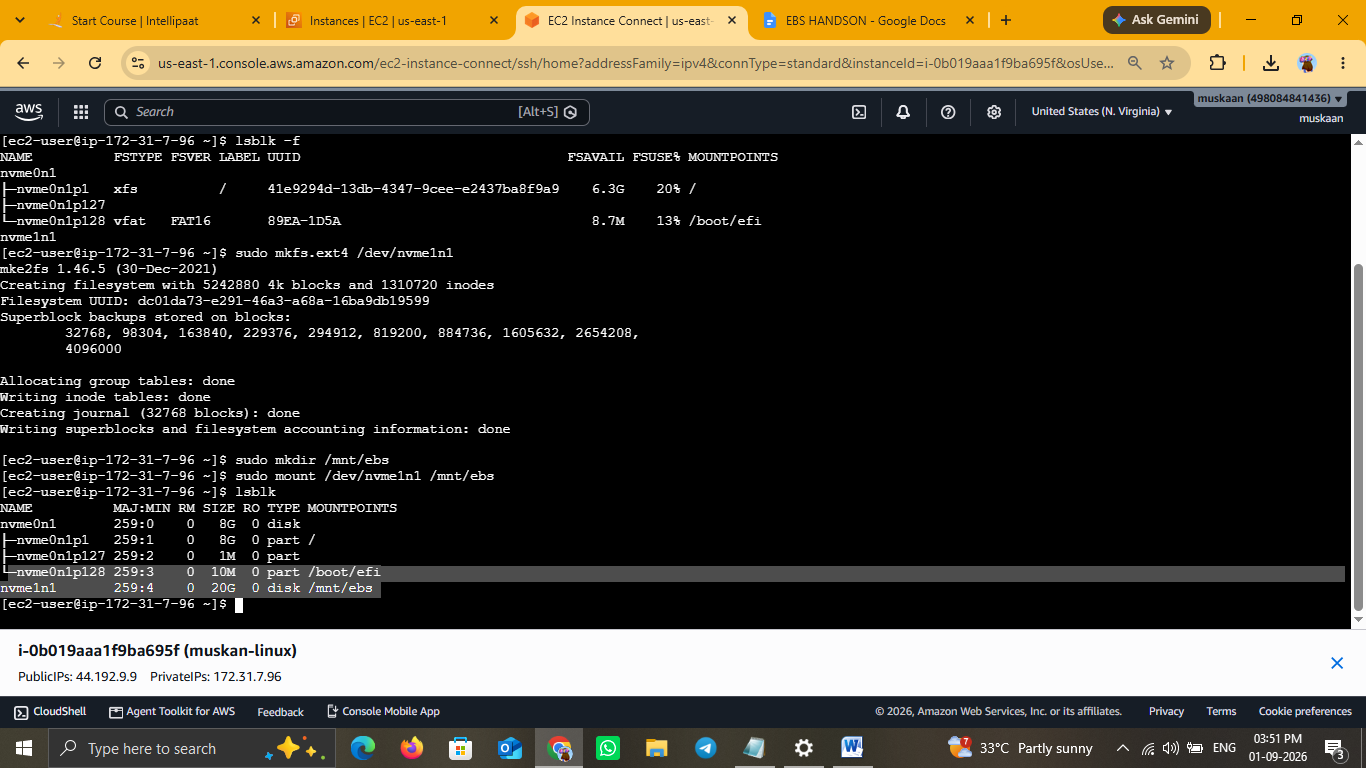 Start Course | Intellipaat
Instances | EC2 | us-east-1
EC2 Instance Connect | us-east-
EBS HANDSON - Google Docs
Ask Gemini
us-east-1.console.aws.amazon.com/ec2-instance-connect/ssh/home?addressFamily=ipv4&connType=standard&instanceId=i-0b019aaa1f9ba695f&osUse...
aws
Search
[Alt+S]
United States (N. Virginia)
muskaan (498084841436)
muskaan
[ec2-user@ip-172-31-7-96 ~]$ lsblk -f
NAME FSTYPE FSVER LABEL UUID FSAVAIL FSUSE% MOUNTPOINTS
nvme0n1
├─nvme0n1p1 xfs / 41e9294d-13db-4347-9cee-e2437ba8f9a9 6.3G 20% /
├─nvme0n1p127
└─nvme0n1p128 vfat FAT16 89EA-1D5A 8.7M 13% /boot/efi
nvme1n1
[ec2-user@ip-172-31-7-96 ~]$ sudo mkfs.ext4 /dev/nvme1n1
mke2fs 1.46.5 (30-Dec-2021)
Creating filesystem with 5242880 4k blocks and 1310720 inodes
Filesystem UUID: dc01da73-e291-46a3-a68a-16ba9db19599
Superblock backups stored on blocks:
32768, 98304, 163840, 229376, 294912, 819200, 884736, 1605632, 2654208,
4096000
Allocating group tables: done
Writing inode tables: done
Creating journal (32768 blocks): done
Writing superblocks and filesystem accounting information: done
[ec2-user@ip-172-31-7-96 ~]$ sudo mkdir /mnt/ebs
[ec2-user@ip-172-31-7-96 ~]$ sudo mount /dev/nvme1n1 /mnt/ebs
[ec2-user@ip-172-31-7-96 ~]$ lsblk
NAME MAJ:MIN RM SIZE RO TYPE MOUNTPOINTS
nvme0n1 259:0 0 8G 0 disk
├─nvme0n1p1 259:1 0 8G 0 part /
├─nvme0n1p127 259:2 0 1M 0 part
└─nvme0n1p128 259:3 0 10M 0 part /boot/efi
nvme1n1 259:4 0 20G 0 disk /mnt/ebs
[ec2-user@ip-172-31-7-96 ~]$
i-0b019aaa1f9ba695f (muskan-linux)
PublicIPs: 44.192.9.9 PrivateIPs: 172.31.7.96
CloudShell
Agent Toolkit for AWS
Feedback
Console Mobile App
© 2026, Amazon Web Services, Inc. or its affiliates.
Privacy
Terms
Cookie preferences
Type here to search
7
33°C Partly sunny
ENG
03:51 PM
01-09-2026
3